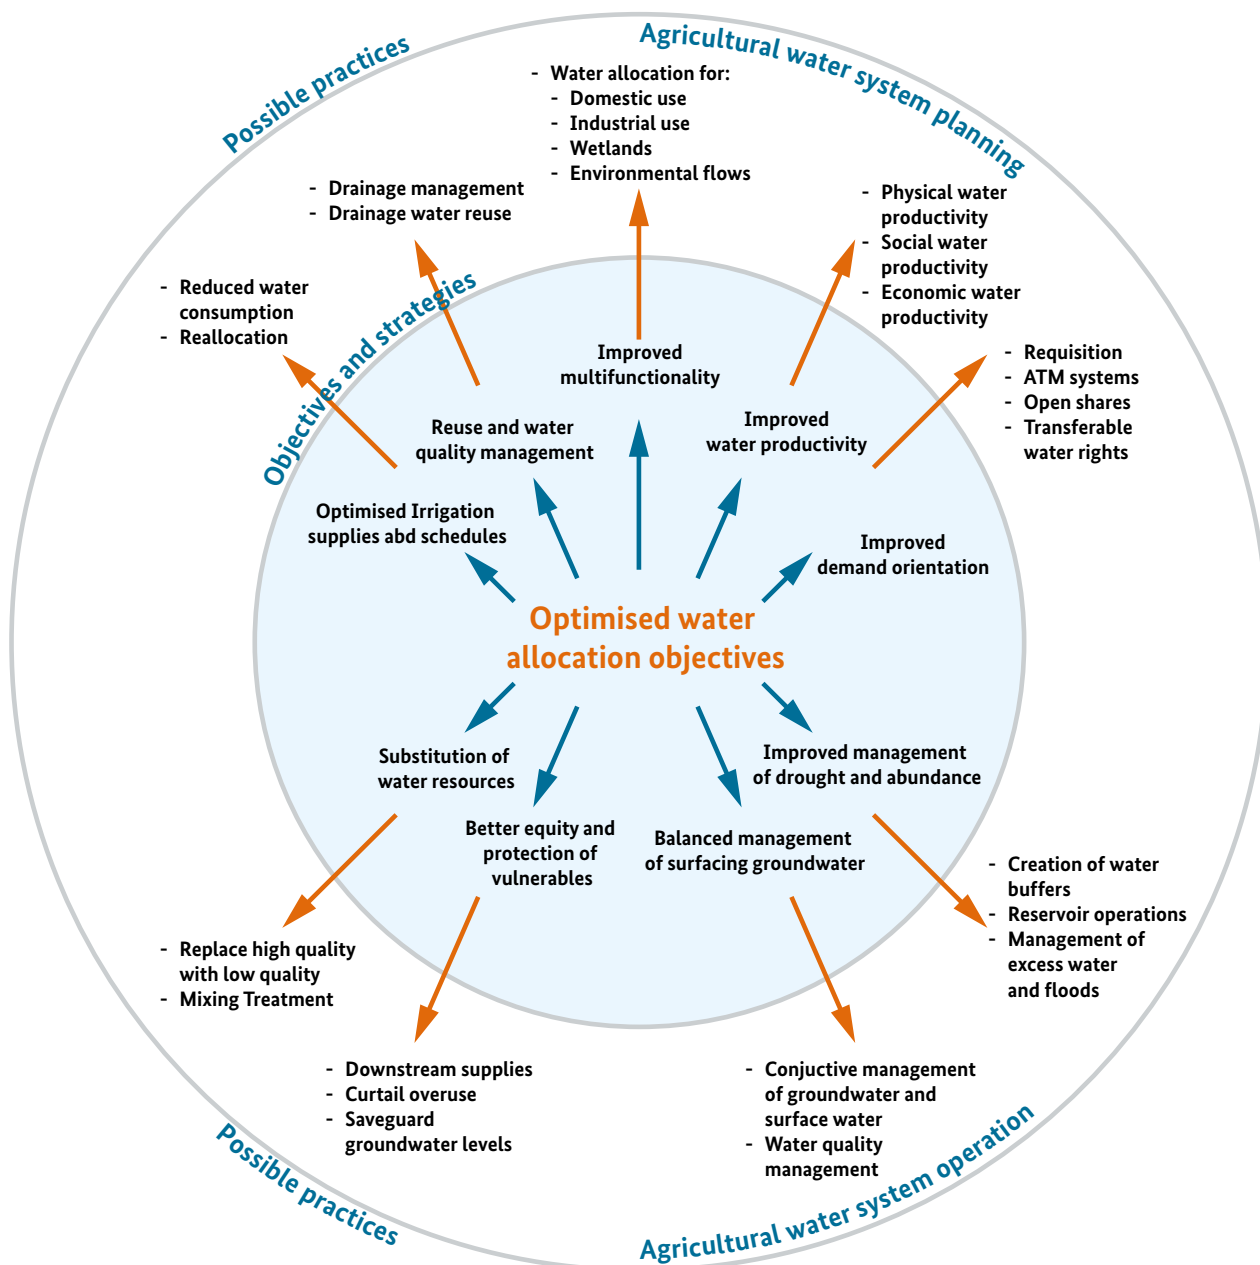 Possible practices
Agricultural water system planning
- Water allocation for:
- Domestic use
- Industrial use
- Wetlands
- Environmental flows
- Drainage management
- Drainage water reuse
- Physical water
productivity
- Social water
productivity
- Economic water
productivity
- Reduced water
consumption
- Reallocation
Objectives and strategies
- Requisition
- ATM systems
- Open shares
- Transferable
water rights
Improved
multifunctionality
Reuse and water
quality management
Improved
water productivity
Optimised Irrigation
supplies abd schedules
Improved
demand orientation
Optimised water
allocation objectives
Substitution of
water resources
Improved management
of drought and abundance
Better equity and
protection of
vulnerables
Balanced management
of surfacing groundwater
- Creation of water
buffers
- Reservoir operations
- Management of
excess water
and floods
- Replace high quality
with low quality
- Mixing Treatment
- Downstream supplies
- Curtail overuse
- Saveguard
groundwater levels
- Conjuctive management
of groundwater and
surface water
- Water quality
management
Possible practices
Agricultural water system operation